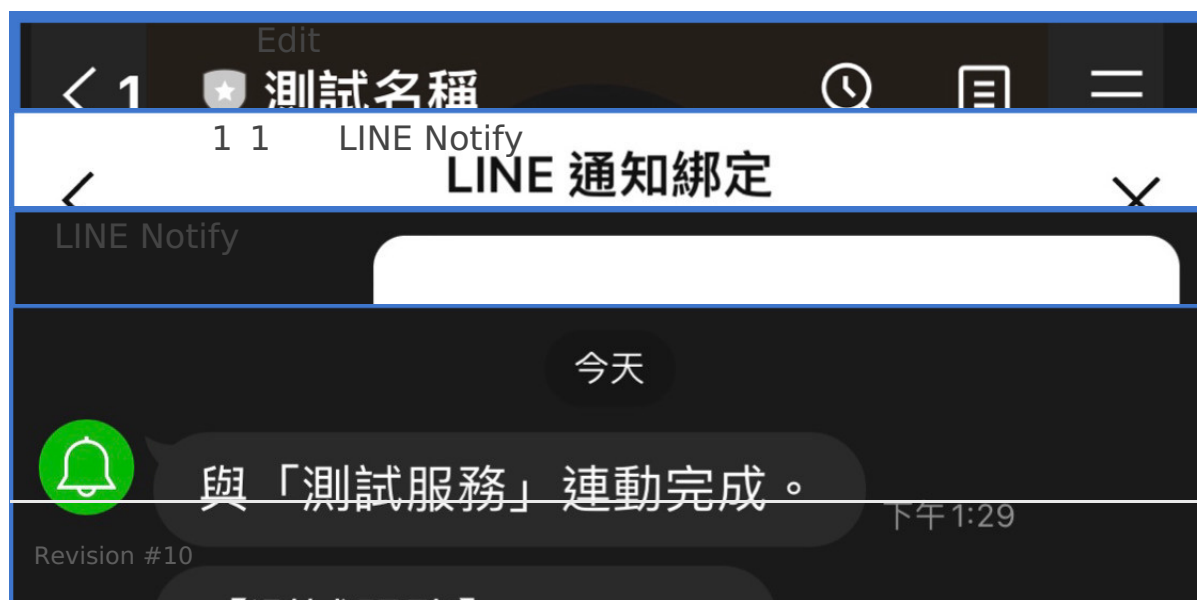 Edit
1 測試名稱
1 1 LINE Notify
LINE 通知綁定
LINE Notify
今天
與「測試服務」連動完成。
下午 1:29
Revision #10